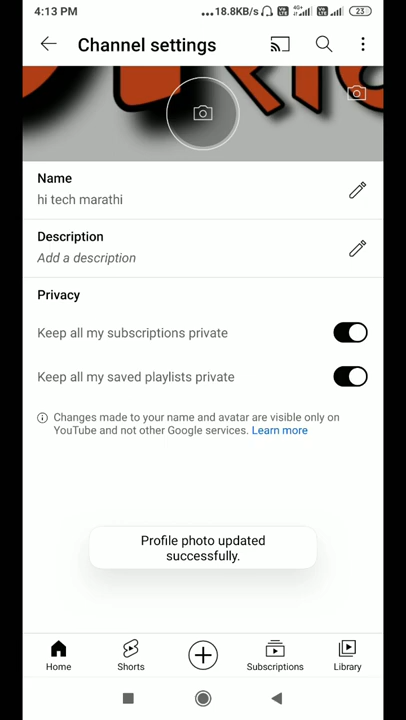 4:13 PM ...18.8KB/s 4G+ 23
Channel settings
Name
hi tech marathi
Description
Add a description
Privacy
Keep all my subscriptions private
Keep all my saved playlists private
Changes made to your name and avatar are visible only on
YouTube and not other Google services. Learn more
Profile photo updated
successfully.
Home Shorts Subscriptions Library